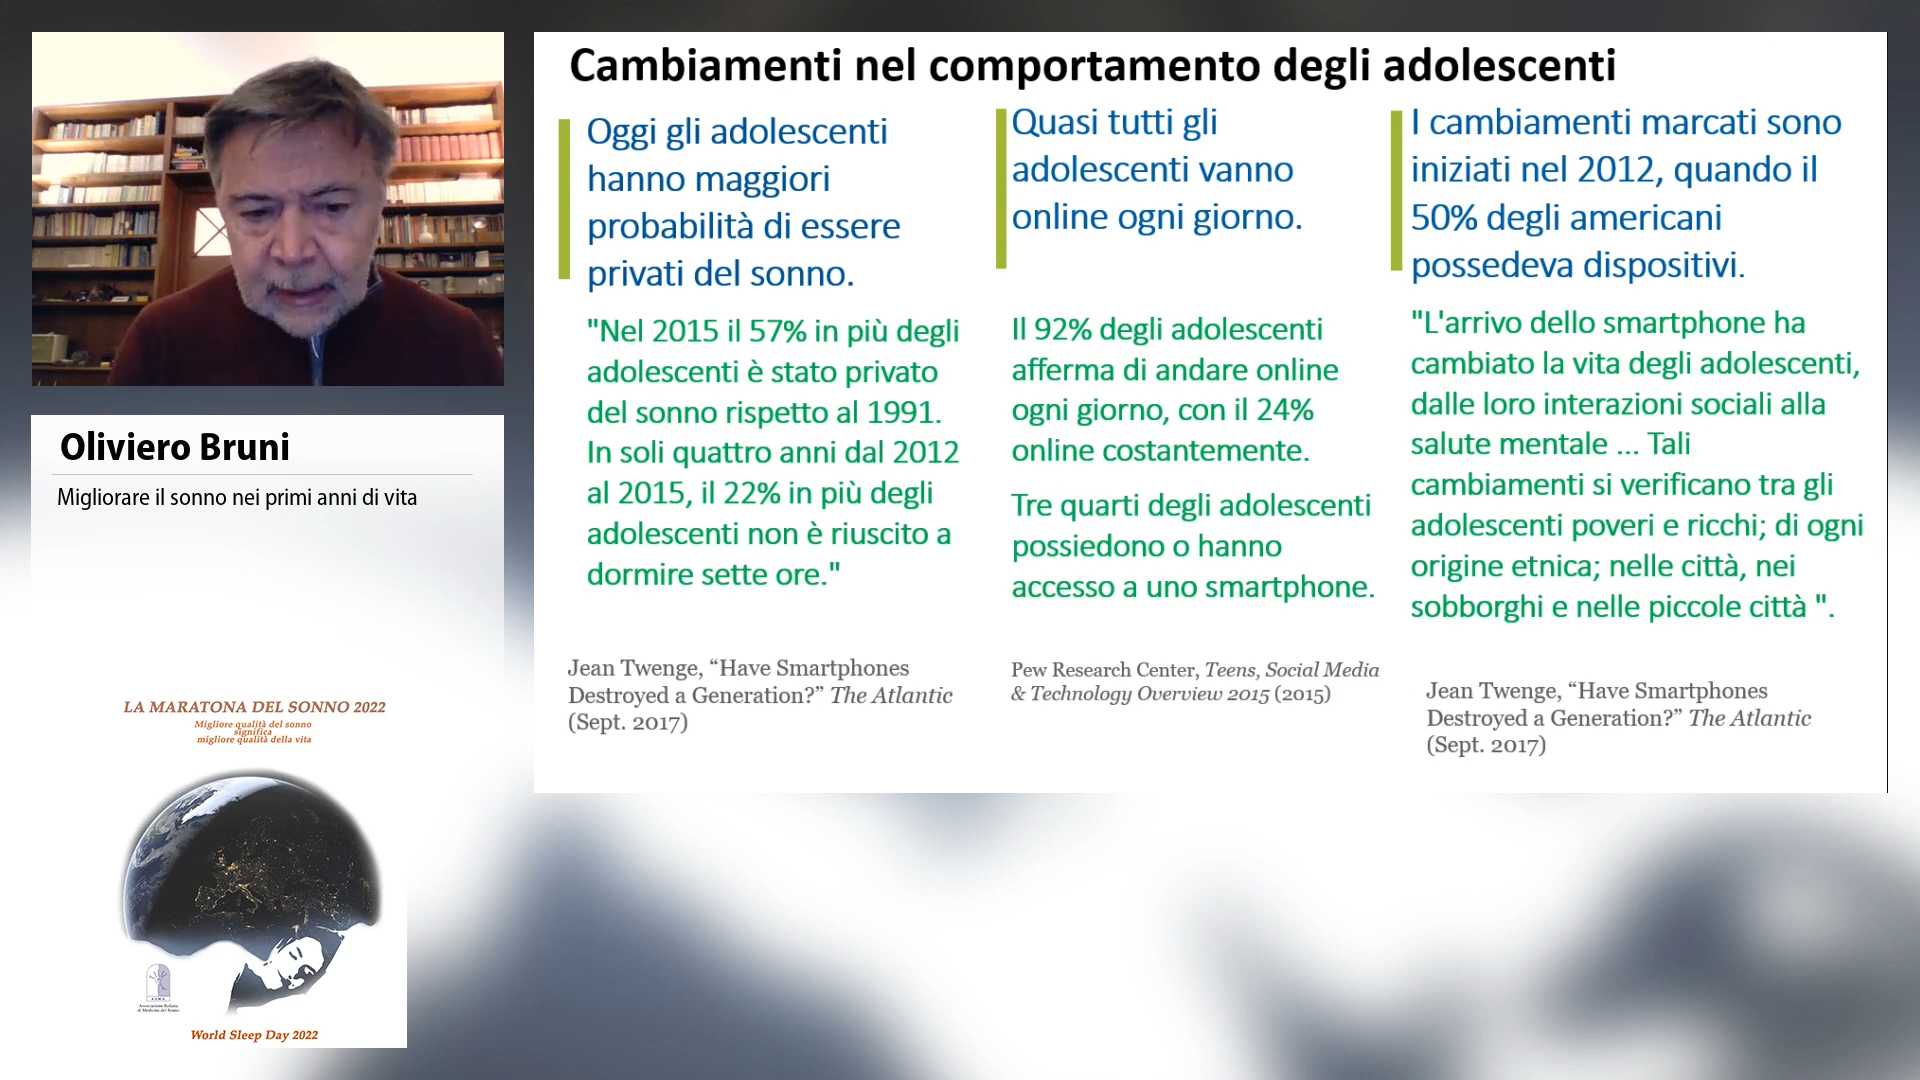 Cambiamenti nel comportamento degli adolescenti
Oggi gli adolescenti
hanno maggiori
probabilità di essere
privati del sonno.
"Nel 2015 il 57% in più degli
adolescenti è stato privato
del sonno rispetto al 1991.
In soli quattro anni dal 2012
al 2015, il 22% in più degli
adolescenti non è riuscito a
dormire sette ore."
Jean Twenge, “Have Smartphones
Destroyed a Generation?” The Atlantic
(Sept. 2017)
Quasi tutti gli
adolescenti vanno
online ogni giorno.
Il 92% degli adolescenti
afferma di andare online
ogni giorno, con il 24%
online costantemente.
Tre quarti degli adolescenti
possiedono o hanno
accesso a uno smartphone.
Pew Research Center, Teens, Social Media
& Technology Overview 2015 (2015)
I cambiamenti marcati sono
iniziati nel 2012, quando il
50% degli americani
possedeva dispositivi.
"L'arrivo dello smartphone ha
cambiato la vita degli adolescenti,
dalle loro interazioni sociali alla
salute mentale ... Tali
cambiamenti si verificano tra gli
adolescenti poveri e ricchi; di ogni
origine etnica; nelle città, nei
sobborghi e nelle piccole città ".
Jean Twenge, “Have Smartphones
Destroyed a Generation?” The Atlantic
(Sept. 2017)
Oliviero Bruni
Migliorare il sonno nei primi anni di vita
LA MARATONA DEL SONNO 2022
Migliore qualità del sonno
significa
migliore qualità della vita
Associazione Italiana
di Medicina del Sonno
World Sleep Day 2022